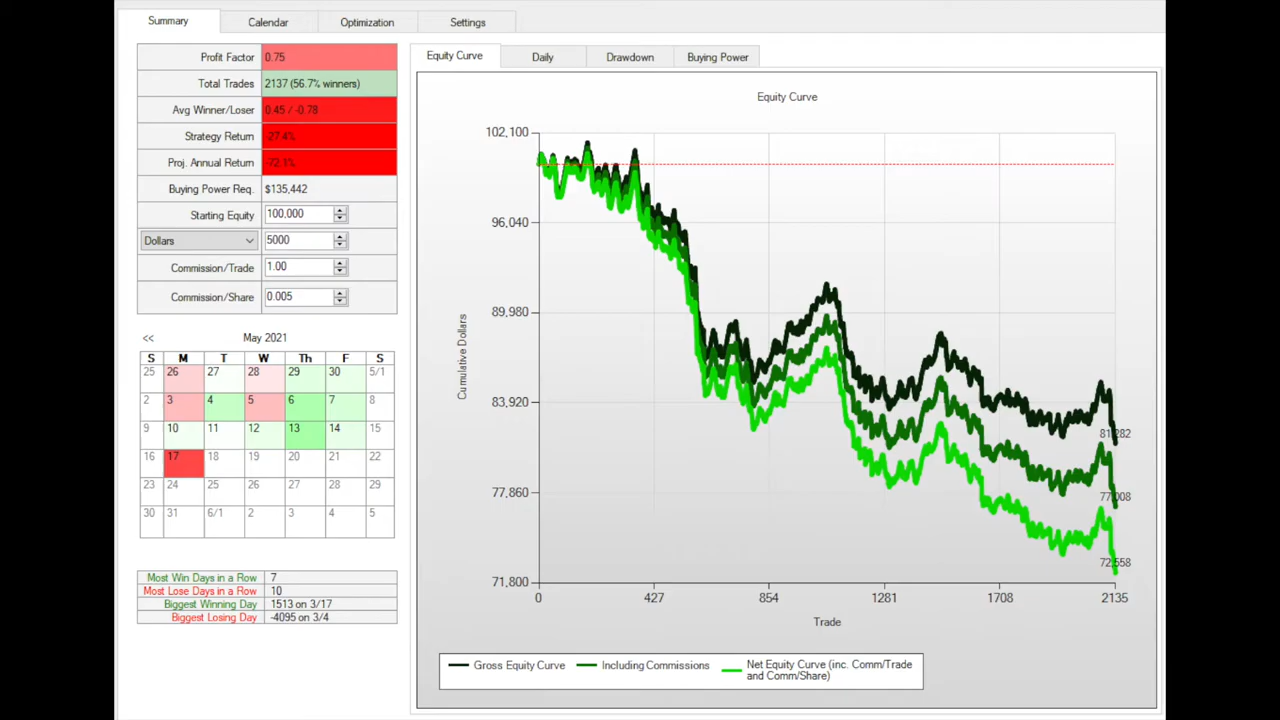 Summary Calendar Optimization Settings
Profit Factor 0.75
Total Trades 2137 (56.7% winners)
Avg Winner/Loser 0.45 / -0.78
Strategy Return -27.4%
Proj. Annual Return -72.1%
Buying Power Req. $135,442
Starting Equity 100,000
Dollars 5000
Commission/Trade 1.00
Commission/Share 0.005
<< May 2021
S M T W Th F S
25 26 27 28 29 30 5/1
2 3 4 5 6 7 8
9 10 11 12 13 14 15
16 17 18 19 20 21 22
23 24 25 26 27 28 29
30 31 6/1 2 3 4 5
Most Win Days in a Row 7
Most Lose Days in a Row 10
Biggest Winning Day 1513 on 3/17
Biggest Losing Day -4095 on 3/4
Equity Curve Daily Drawdown Buying Power
Equity Curve
Cumulative Dollars
102,100
96,040
89,980
83,920
77,860
71,800
81,282
77,008
72,558
0 427 854 1281 1708 2135
Trade
Gross Equity Curve Including Commissions Net Equity Curve (inc. Comm/Trade
and Comm/Share)